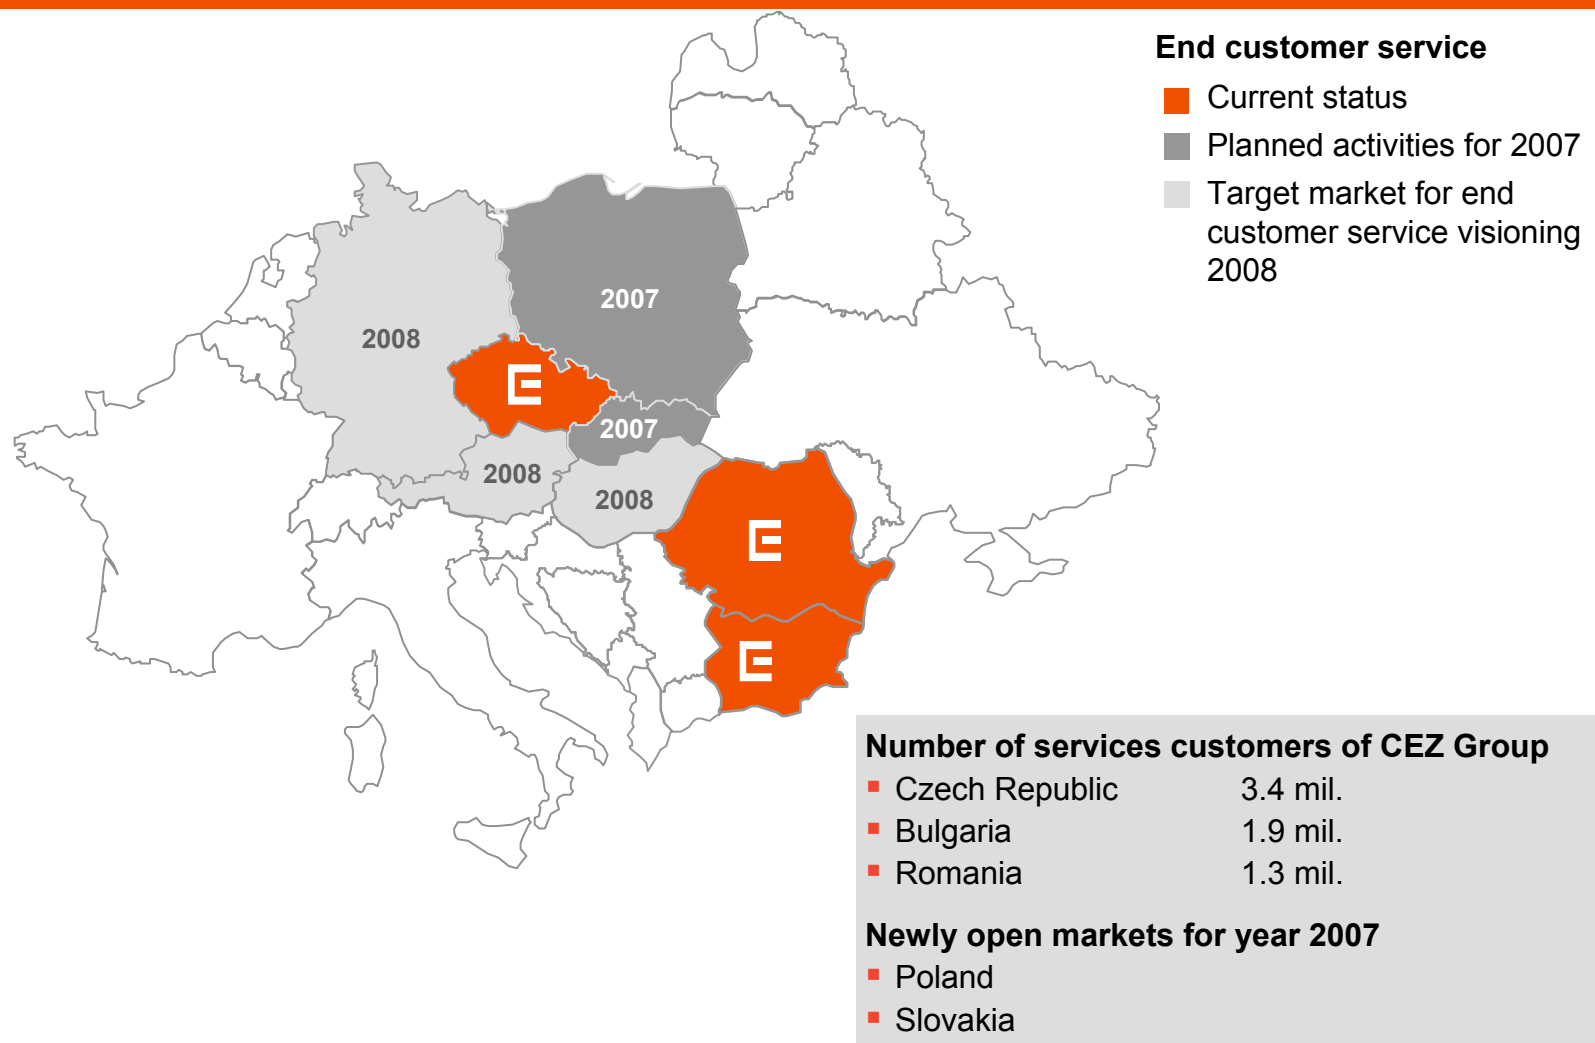 End customer service
Current status
Planned activities for 2007
Target market for end
customer service visioning
2008
2007
2008
2007
2008
2008
Number of services customers of CEZ Group
Czech Republic 3.4 mil.
Bulgaria 1.9 mil.
Romania 1.3 mil.
Newly open markets for year 2007
Poland
Slovakia